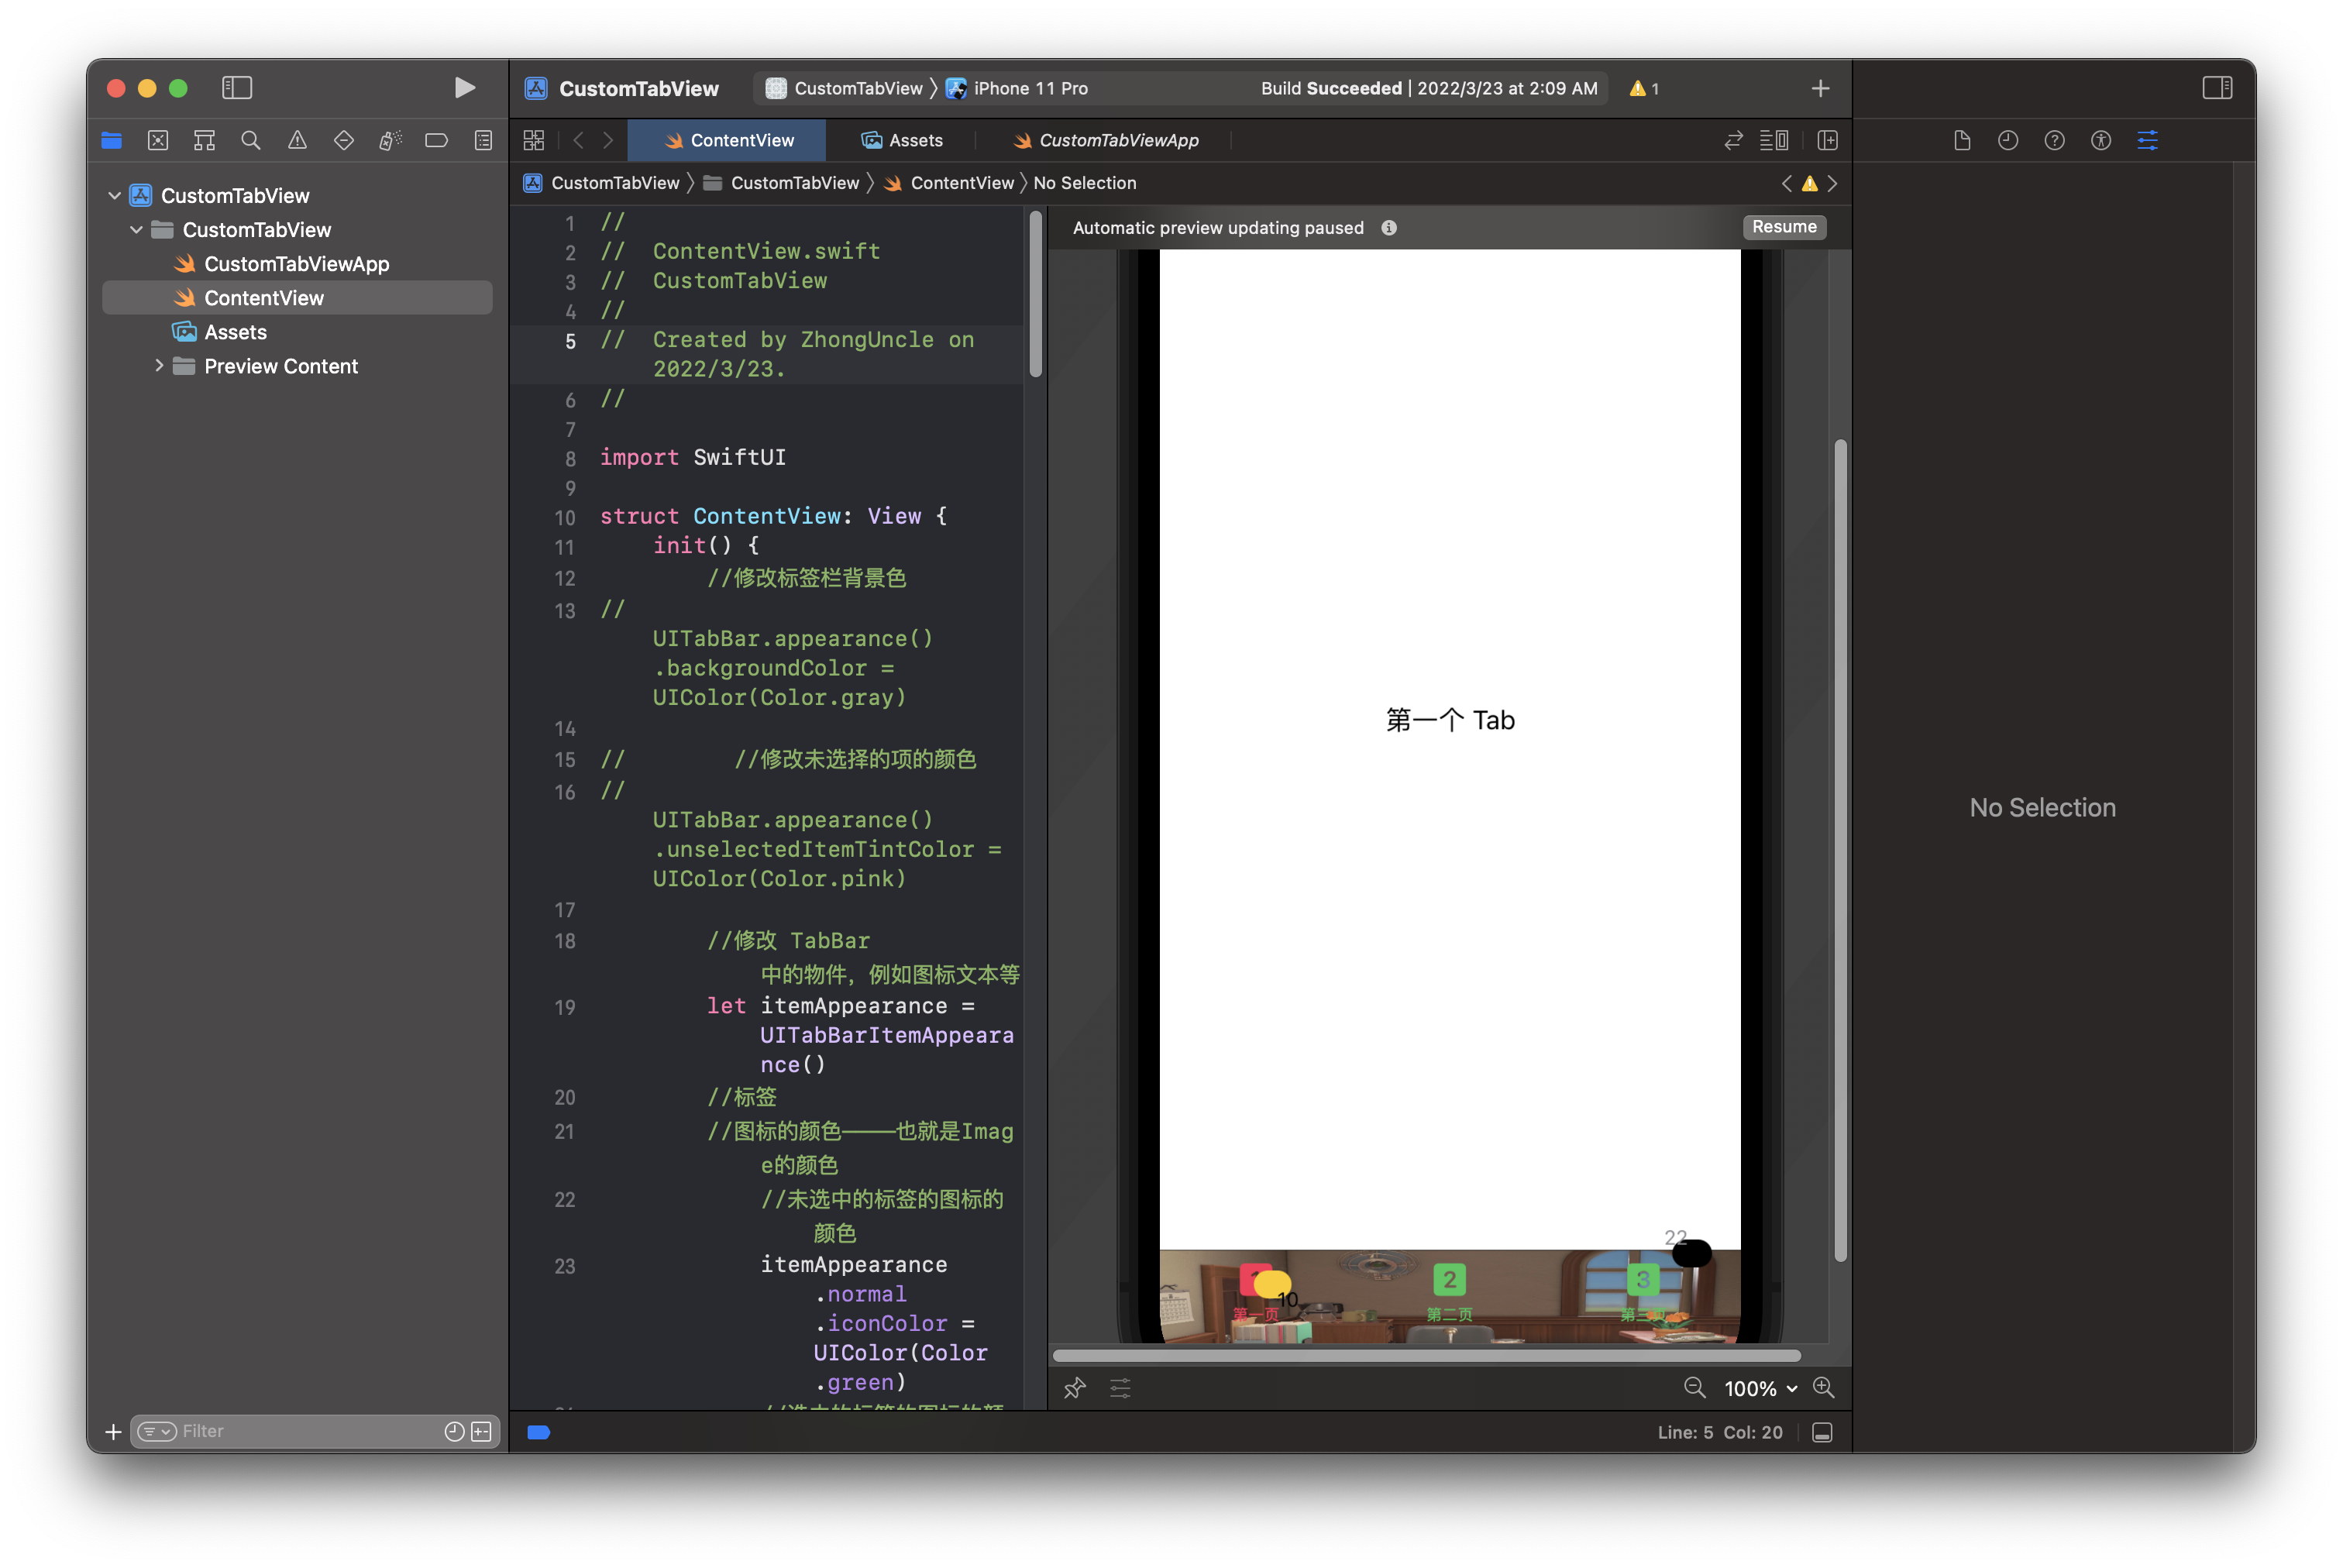 CustomTabView
CustomTabView 〉 iPhone 11 Pro
Build Succeeded | 2022/3/23 at 2:09 AM
1
ContentView
Assets
CustomTabViewApp
CustomTabView 〉 CustomTabView 〉 ContentView 〉 No Selection
CustomTabView
CustomTabView
CustomTabViewApp
ContentView
Assets
Preview Content
Filter
1 //
2 //  ContentView.swift
3 //  CustomTabView
4 //
5 //  Created by ZhongUncle on
2022/3/23.
6 //
7
8 import SwiftUI
9
10 struct ContentView: View {
11     init() {
12         //修改标签栏背景色
13 //
UITabBar.appearance()
.backgroundColor =
UIColor(Color.gray)
14
15 //        //修改未选择的项的颜色
16 //
UITabBar.appearance()
.unselectedItemTintColor =
UIColor(Color.pink)
17
18         //修改 TabBar
中的物件，例如图标文本等
19         let itemAppearance =
UITabBarItemAppeara
nce()
20         //标签
21         //图标的颜色————也就是Imag
e的颜色
22             //未选中的标签的图标的
颜色
23             itemAppearance
.normal
.iconColor =
UIColor(Color
.green)
Automatic preview updating paused
Resume
第一个 Tab
22
10
2
3
第一页
第二页
第三页
100%
Line: 5  Col: 20
No Selection